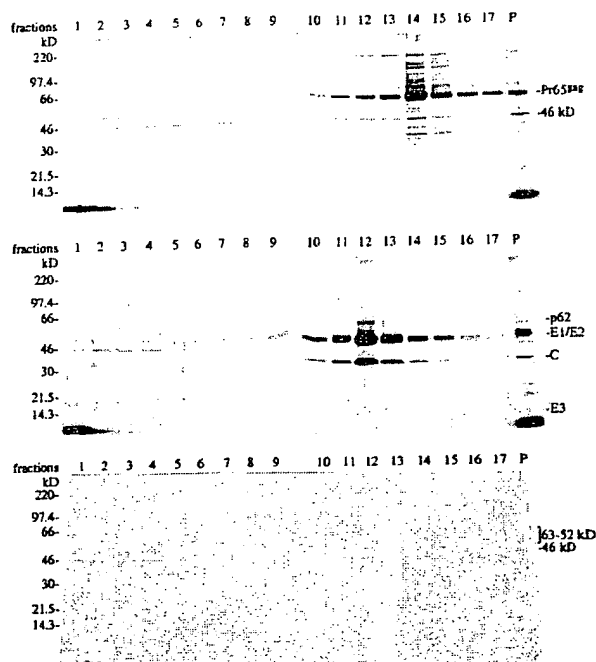 fractions 1 2 3 4 5 6 7 8 9 10 11 12 13 14 15 16 17 P
kD
220-
97.4-
-Pr65gag
66-
-46 kD
46-
30-
21.5-
14.3-
fractions 1 2 3 4 5 6 7 8 9 10 11 12 13 14 15 16 17 P
kD
220-
97.4-
66-
-p62
-E1/E2
46-
-C
30-
21.5-
14.3-
-E3
fractions 1 2 3 4 5 6 7 8 9 10 11 12 13 14 15 16 17 P
kD
220-
97.4-
66-
]63-52 kD
-46 kD
46-
30-
21.5-
14.3-